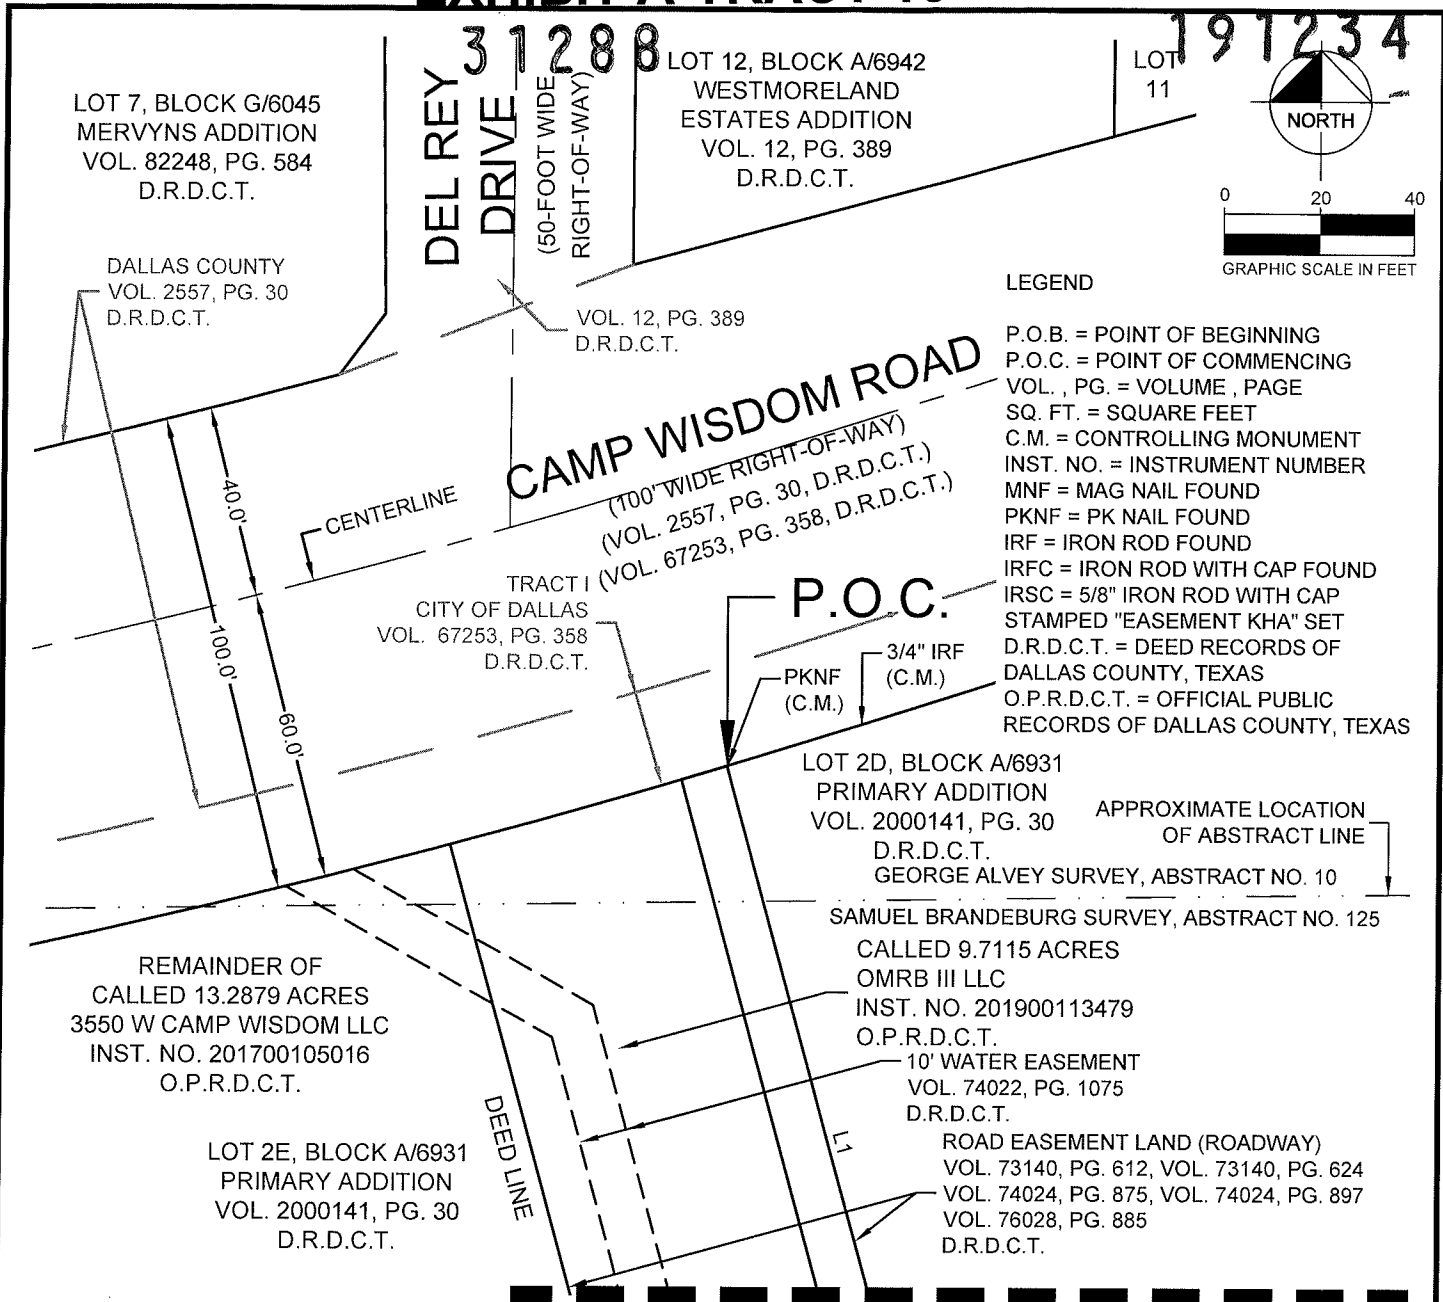 31288
191234
LOT 7, BLOCK G/6045
MERVYNS ADDITION
VOL. 82248, PG. 584
D.R.D.C.T.
DEL REY
DRIVE
(50-FOOT WIDE
RIGHT-OF-WAY)
LOT 12, BLOCK A/6942
WESTMORELAND
ESTATES ADDITION
VOL. 12, PG. 389
D.R.D.C.T.
LOT
11
NORTH
0 20 40
GRAPHIC SCALE IN FEET
DALLAS COUNTY
VOL. 2557, PG. 30
D.R.D.C.T.
VOL. 12, PG. 389
D.R.D.C.T.
LEGEND
P.O.B. = POINT OF BEGINNING
P.O.C. = POINT OF COMMENCING
VOL. , PG. = VOLUME , PAGE
SQ. FT. = SQUARE FEET
C.M. = CONTROLLING MONUMENT
INST. NO. = INSTRUMENT NUMBER
MNF = MAG NAIL FOUND
PKNF = PK NAIL FOUND
IRF = IRON ROD FOUND
IRFC = IRON ROD WITH CAP FOUND
IRSC = 5/8" IRON ROD WITH CAP
STAMPED "EASEMENT KHA" SET
D.R.D.C.T. = DEED RECORDS OF
DALLAS COUNTY, TEXAS
O.P.R.D.C.T. = OFFICIAL PUBLIC
RECORDS OF DALLAS COUNTY, TEXAS
CAMP WISDOM ROAD
(100' WIDE RIGHT-OF-WAY)
(VOL. 2557, PG. 30, D.R.D.C.T.)
(VOL. 67253, PG. 358, D.R.D.C.T.)
40.0'
CENTERLINE
100.0'
60.0'
TRACT I
CITY OF DALLAS
VOL. 67253, PG. 358
D.R.D.C.T.
P.O.C.
PKNF
(C.M.)
3/4" IRF
(C.M.)
LOT 2D, BLOCK A/6931
PRIMARY ADDITION
VOL. 2000141, PG. 30
D.R.D.C.T.
APPROXIMATE LOCATION
OF ABSTRACT LINE
GEORGE ALVEY SURVEY, ABSTRACT NO. 10
SAMUEL BRANDEBURG SURVEY, ABSTRACT NO. 125
REMAINDER OF
CALLED 13.2879 ACRES
3550 W CAMP WISDOM LLC
INST. NO. 201700105016
O.P.R.D.C.T.
CALLED 9.7115 ACRES
OMRB III LLC
INST. NO. 201900113479
O.P.R.D.C.T.
10' WATER EASEMENT
VOL. 74022, PG. 1075
D.R.D.C.T.
DEED LINE
L1
LOT 2E, BLOCK A/6931
PRIMARY ADDITION
VOL. 2000141, PG. 30
D.R.D.C.T.
ROAD EASEMENT LAND (ROADWAY)
VOL. 73140, PG. 612, VOL. 73140, PG. 624
VOL. 74024, PG. 875, VOL. 74024, PG. 897
VOL. 76028, PG. 885
D.R.D.C.T.